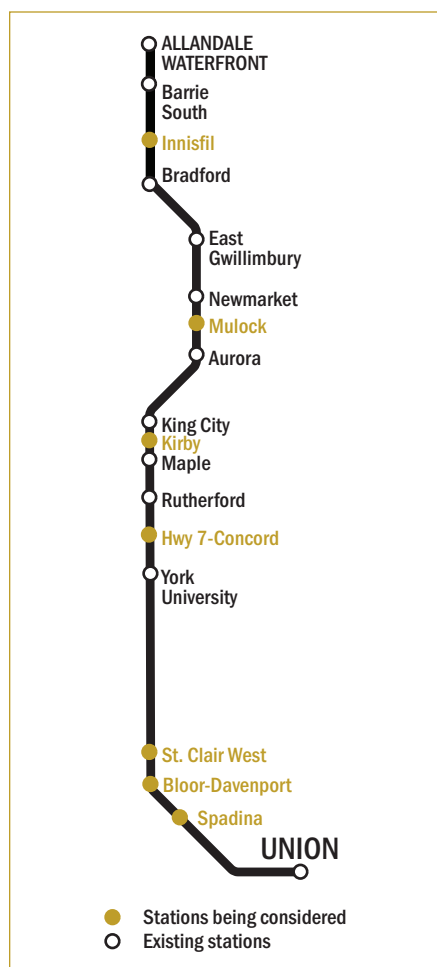 ALLANDALE
WATERFRONT
Barrie
South
Innisfil
Bradford
East
Gwillimbury
Newmarket
Mulock
Aurora
King City
Kirby
Maple
Rutherford
Hwy 7-Concord
York
University
St. Clair West
Bloor-Davenport
Spadina
UNION
Stations being considered
Existing stations